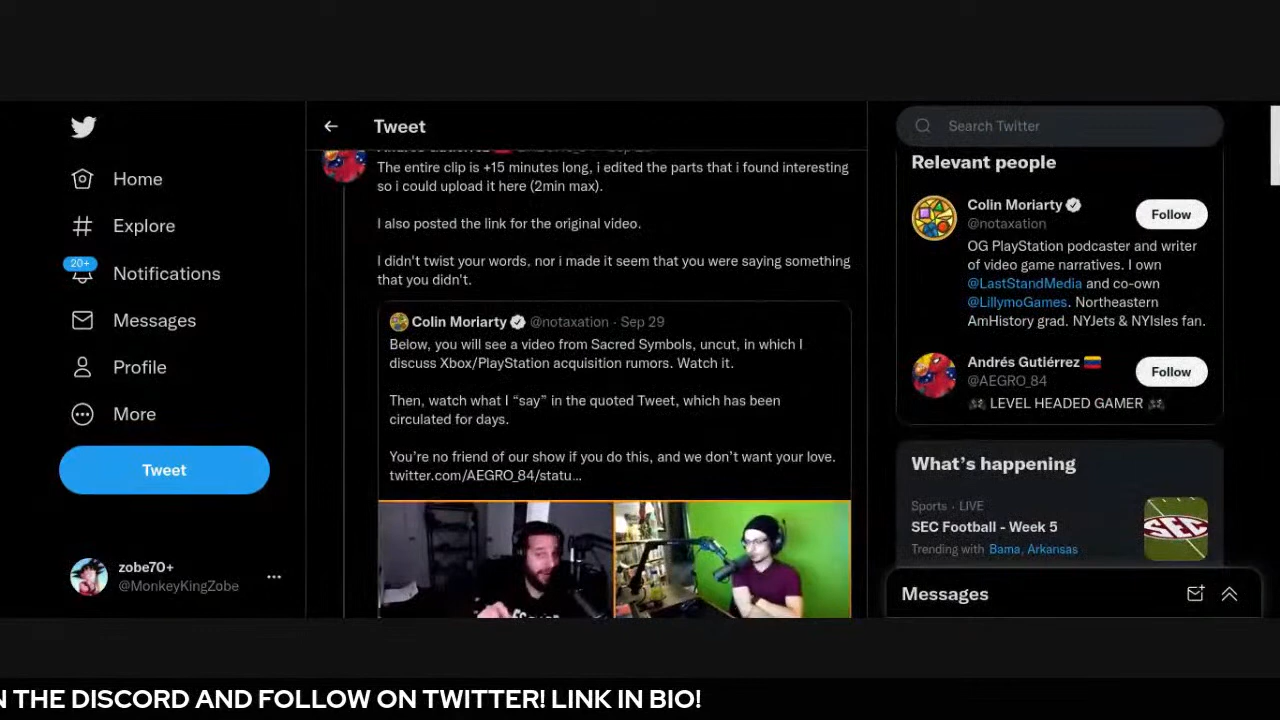 Home
Explore
20+
Notifications
Messages
Profile
More
Tweet
zobe70+
@MonkeyKingZobe
Tweet
The entire clip is +15 minutes long, i edited the parts that i found interesting
so i could upload it here (2min max).
I also posted the link for the original video.
I didn't twist your words, nor i made it seem that you were saying something
that you didn't.
Colin Moriarty @notaxation · Sep 29
Below, you will see a video from Sacred Symbols, uncut, in which I
discuss Xbox/PlayStation acquisition rumors. Watch it.
Then, watch what I “say” in the quoted Tweet, which has been
circulated for days.
You’re no friend of our show if you do this, and we don’t want your love.
twitter.com/AEGRO_84/statu…
Search Twitter
Relevant people
Colin Moriarty
@notaxation
Follow
OG PlayStation podcaster and writer
of video game narratives. I own
@LastStandMedia and co-own
@LillymoGames. Northeastern
AmHistory grad. NYJets & NYIsles fan.
Andrés Gutiérrez
@AEGRO_84
Follow
LEVEL HEADED GAMER
What’s happening
Sports · LIVE
SEC Football - Week 5
Trending with Bama, Arkansas
SEC
Messages
N THE DISCORD AND FOLLOW ON TWITTER! LINK IN BIO!